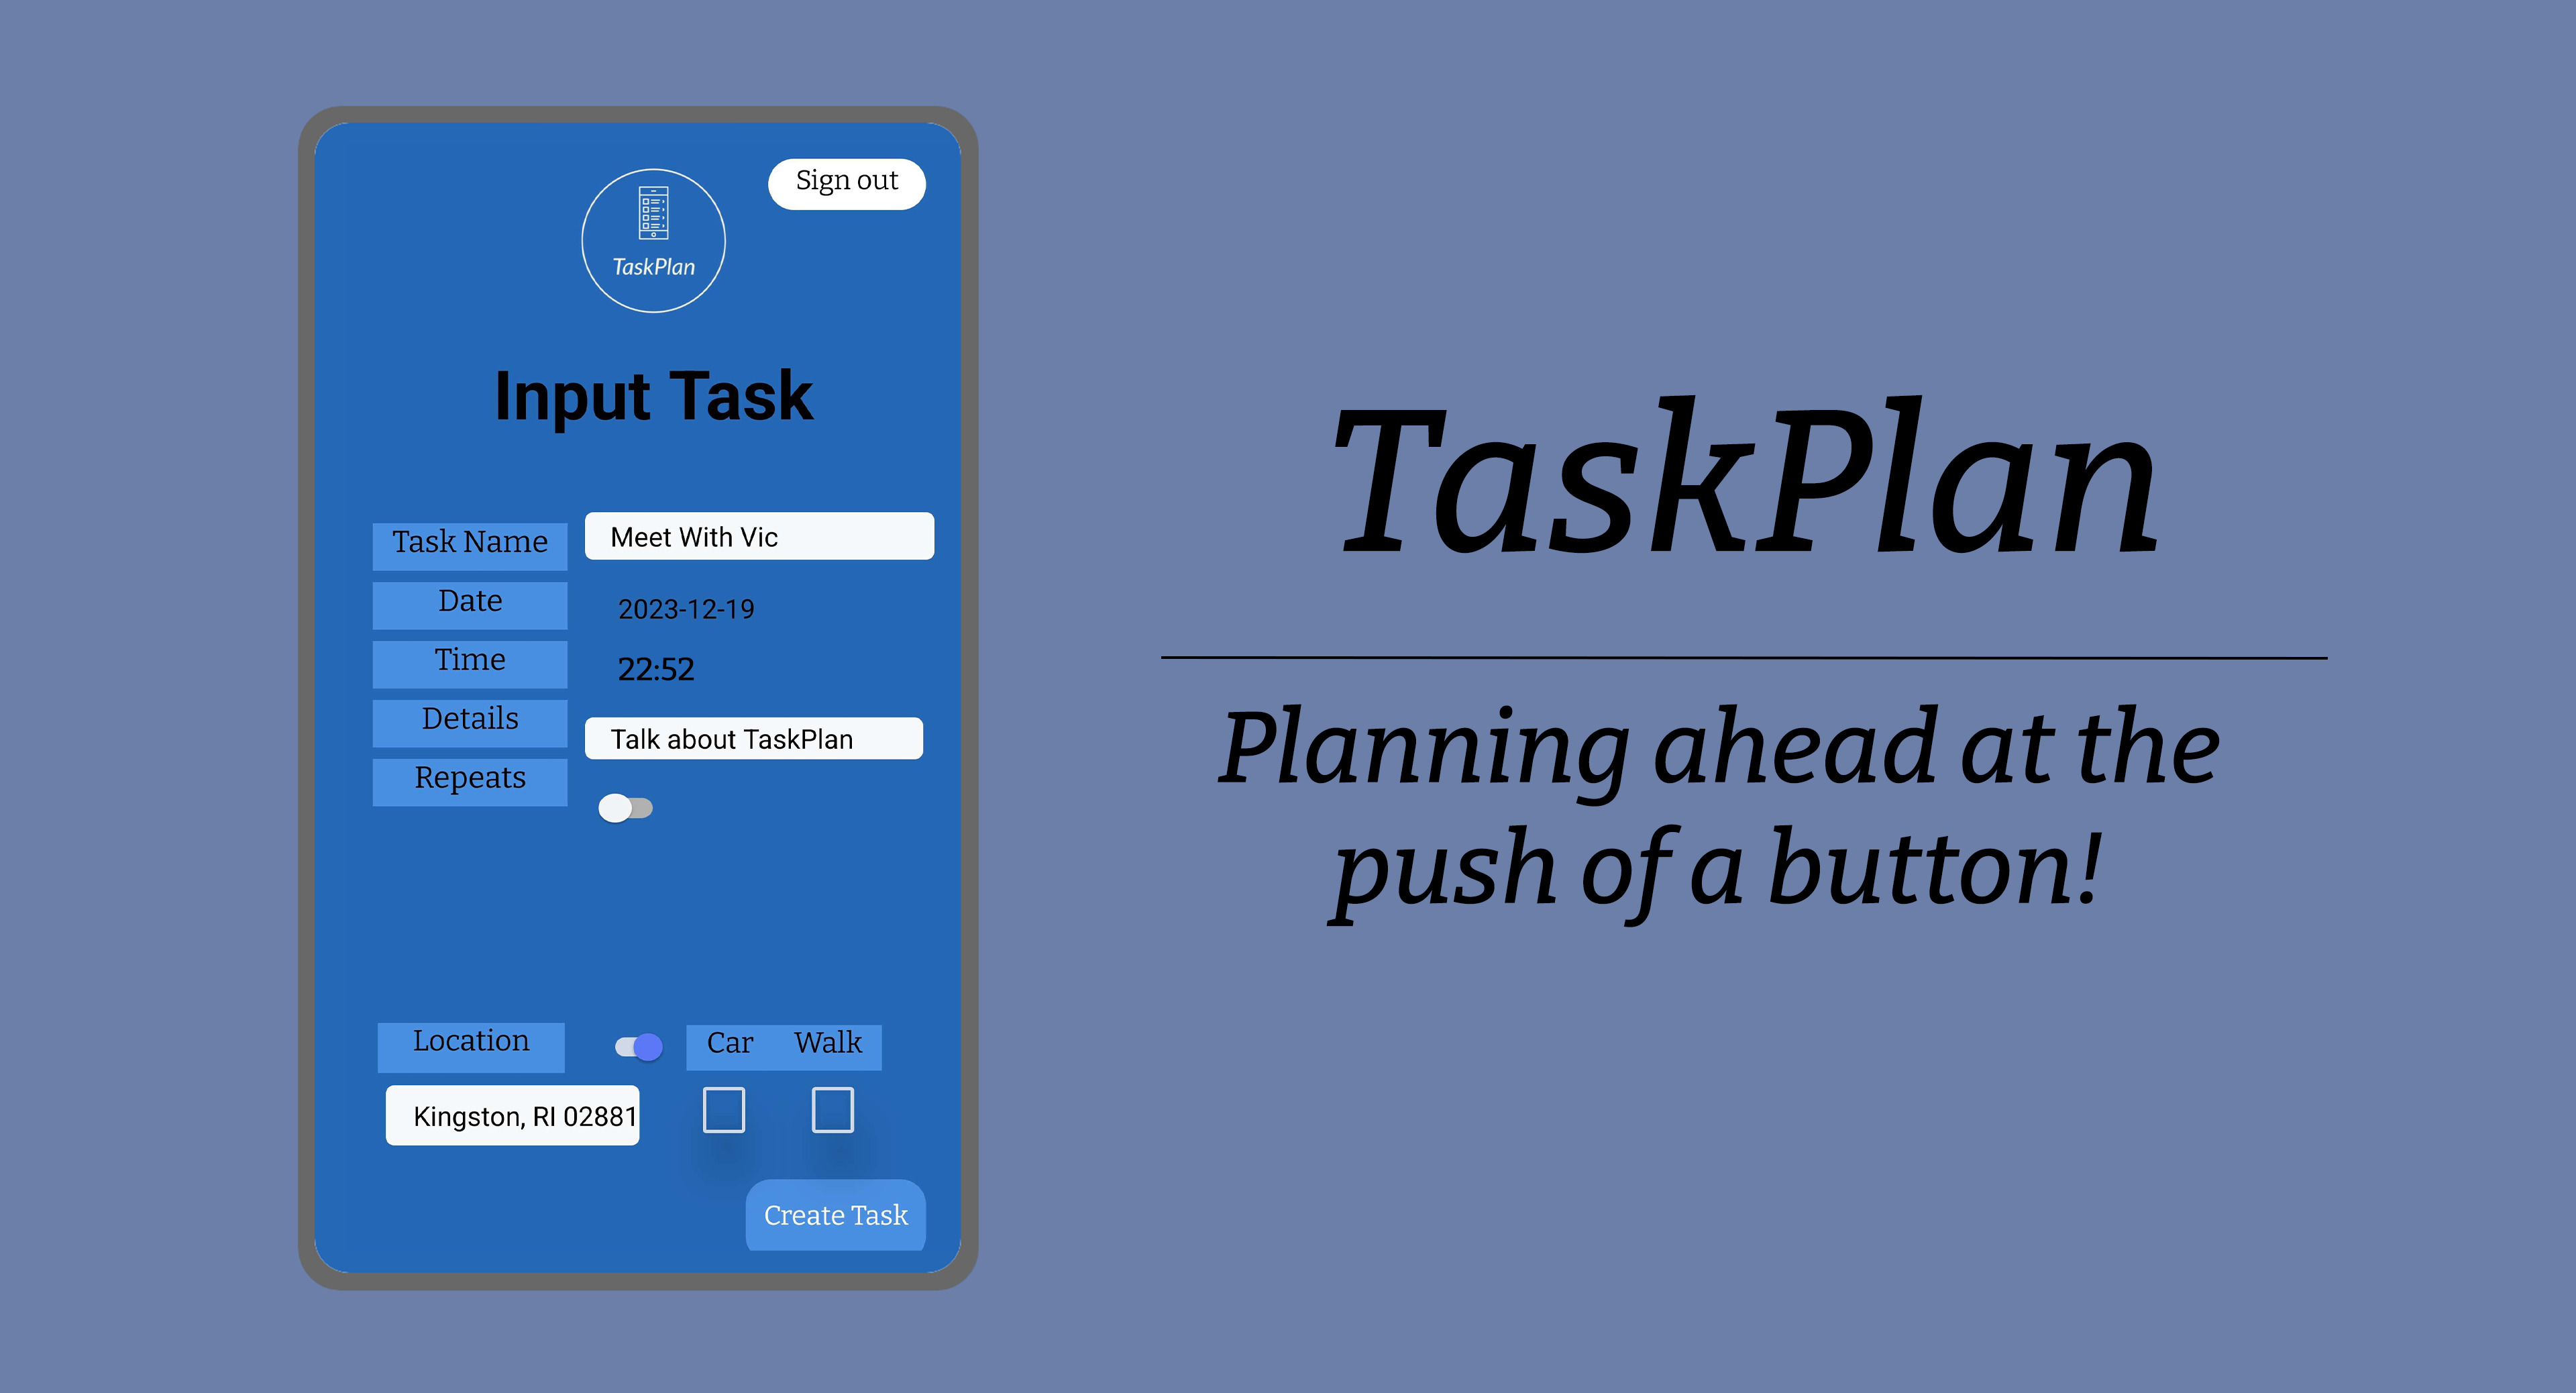 Sign out
TaskPlan
Input Task
Task Name
Meet With Vic
Date
2023-12-19
Time
22:52
Details
Talk about TaskPlan
Repeats
Location
Car
Walk
Kingston, RI 02881
Create Task
TaskPlan
Planning ahead at the
push of a button!